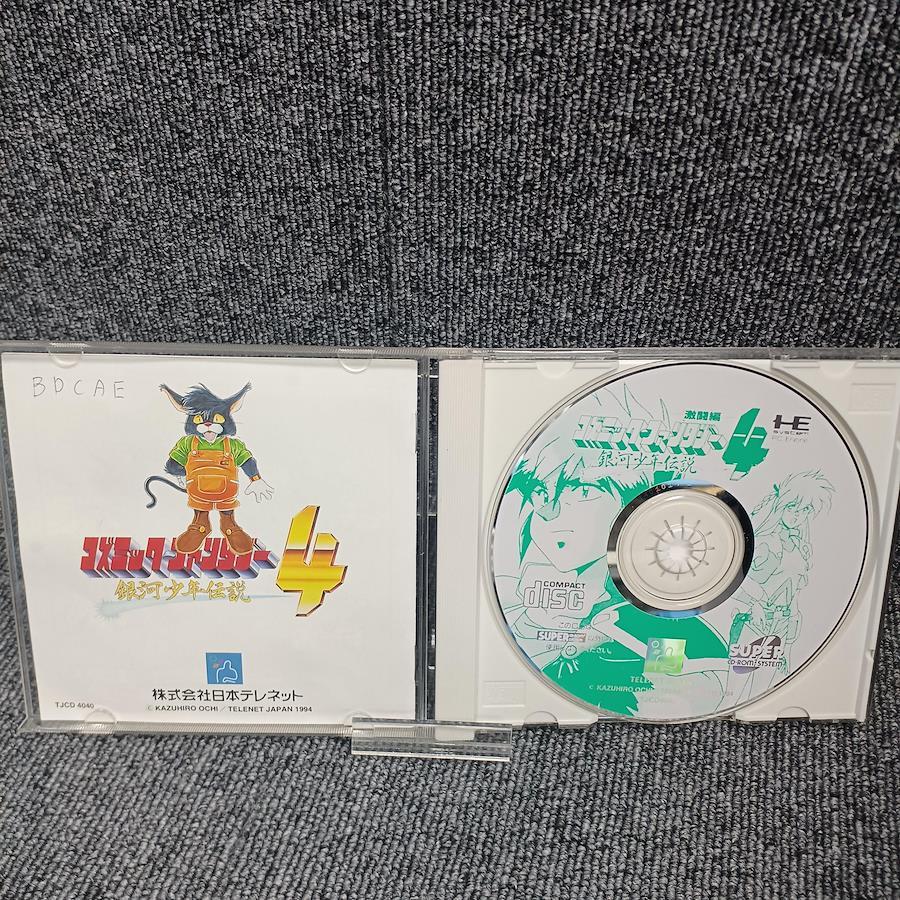 BDCAE
コズミック・ファンタジー4
銀河少年伝説
株式会社日本テレネット
TJCD 4040
© KAZUHIRO OCHI / TELENET JAPAN 1994
激闘編
コズミック・ファンタジー4
銀河少年伝説
HE
SYSTEM
PC Engine
COMPACT
disc
SUPER
SUPER
CD-ROM SYSTEM
© KAZUHIRO OCHI